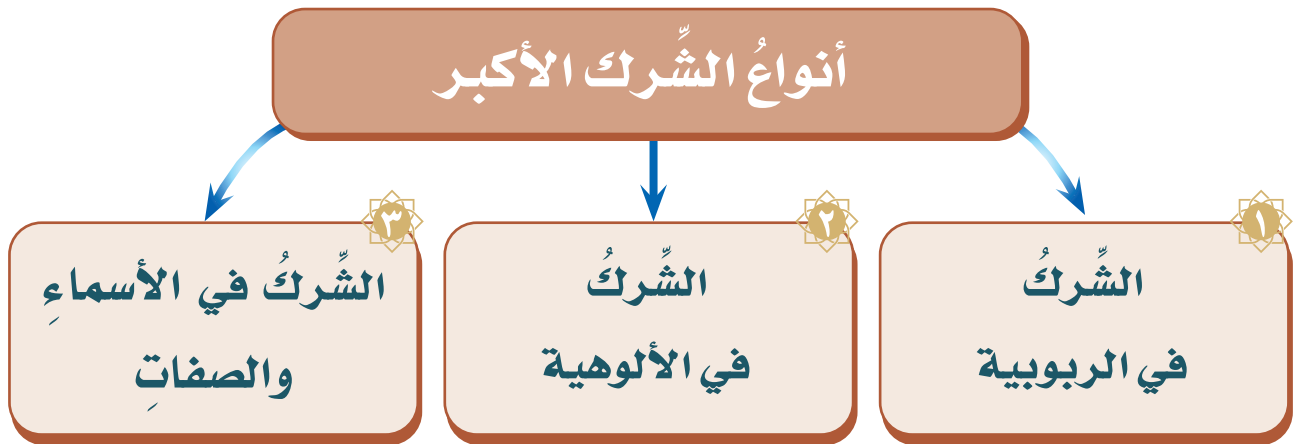 أنواعُ الشِّرك الأكبر
١
الشِّركُ
في الربوبية
٢
الشِّركُ
في الألوهية
٣
الشِّركُ في الأسماءِ
والصفاتِ